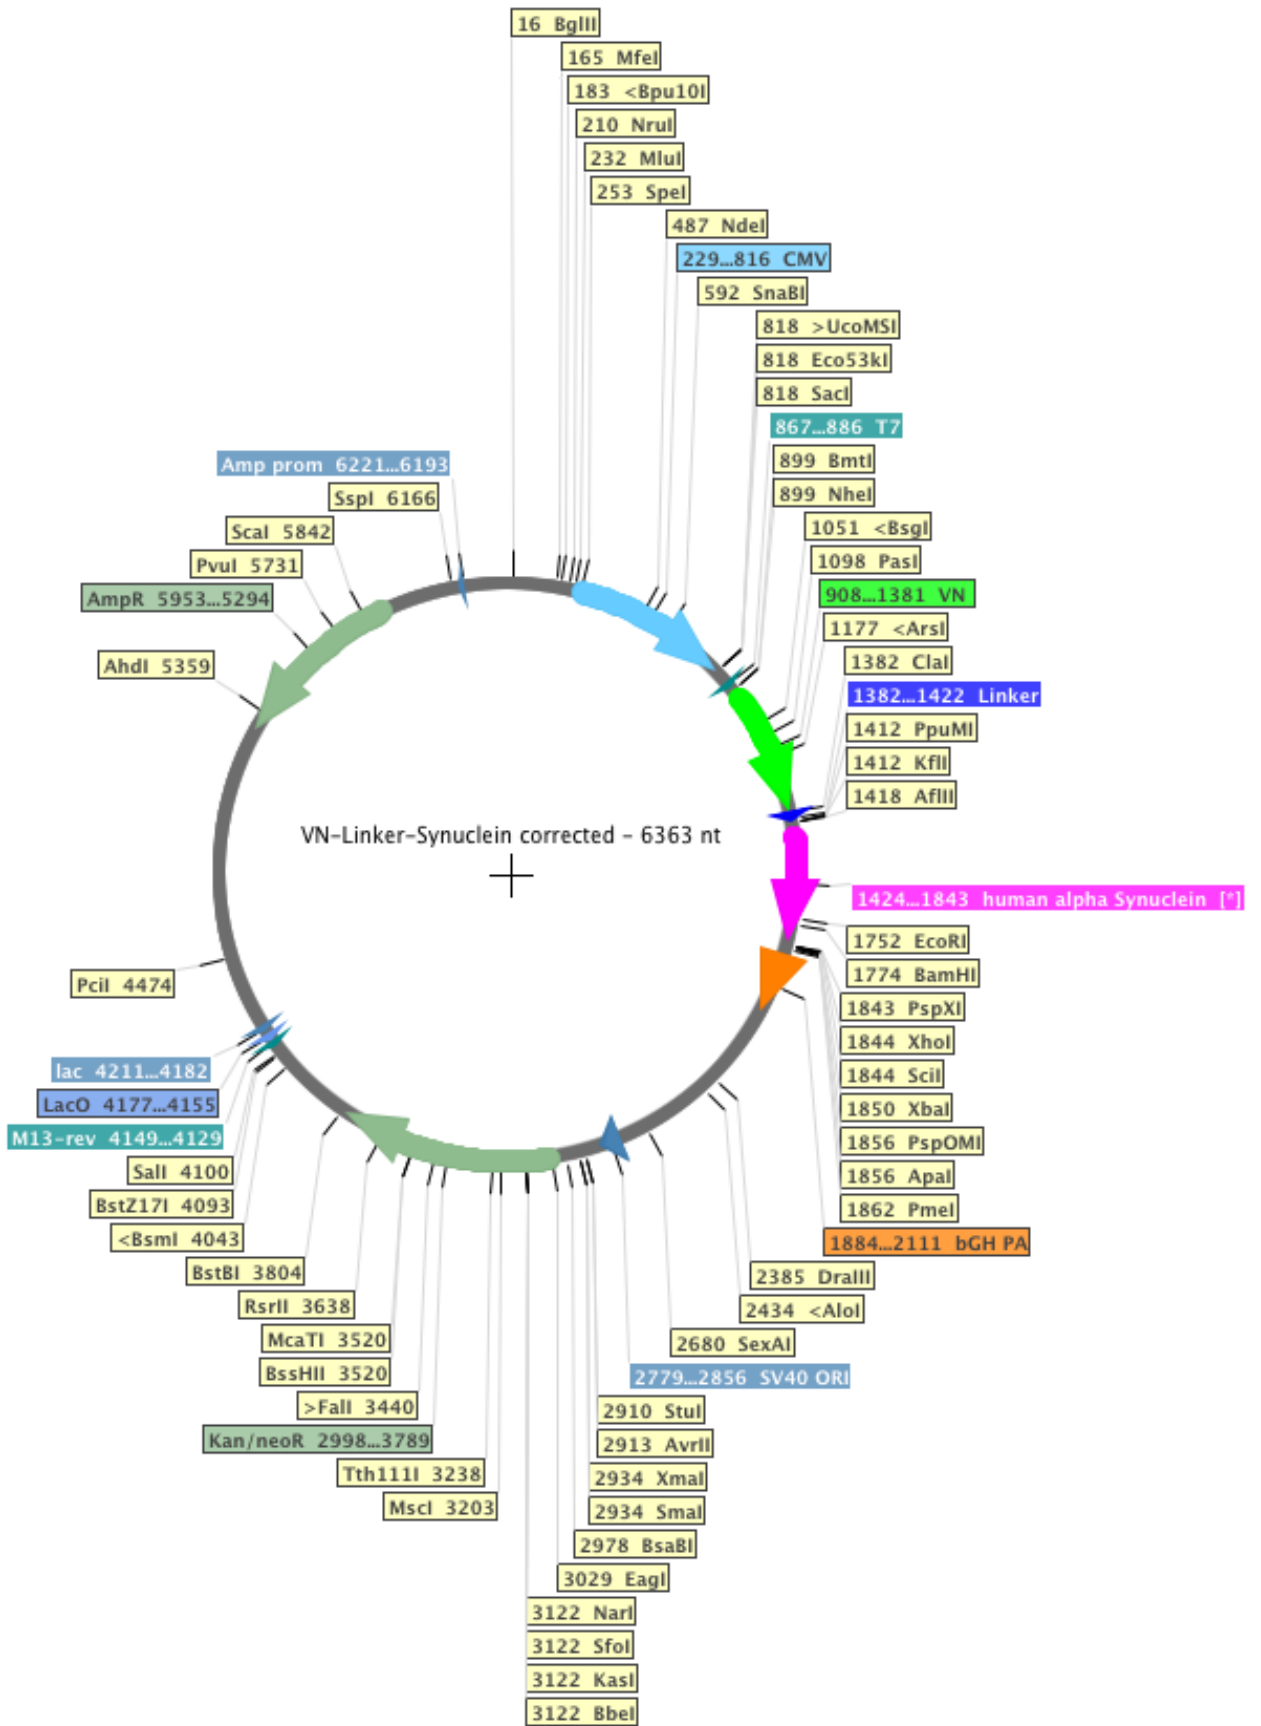 16 BglII
165 MfeI
183 <Bpu10I
210 NruI
232 MluI
253 SpeI
487 NdeI
229...816 CMV
592 SnaBI
818 >UcoMSI
818 Eco53kI
818 SacI
867...886 T7
899 BmtI
899 NheI
1051 <BsgI
1098 PasI
908...1381 VN
1177 <ArsI
1382 ClaI
1382...1422 Linker
1412 PpuMI
1412 KflI
1418 AflII
1424...1843 human alpha Synuclein [*]
1752 EcoRI
1774 BamHI
1843 PspXI
1844 XhoI
1844 SciI
1850 XbaI
1856 PspOMI
1856 ApaI
1862 PmeI
1884...2111 bGH PA
2385 DraIII
2434 <AloI
2680 SexAI
2779...2856 SV40 ORI
2910 StuI
2913 AvrII
2934 XmaI
2934 SmaI
2978 BsaBI
3029 EagI
3122 NarI
3122 SfoI
3122 KasI
3122 BbeI
MscI 3203
Tth111I 3238
Kan/neoR 2998...3789
>FalI 3440
BssHII 3520
McaTI 3520
RsrII 3638
BstBI 3804
<BsmI 4043
BstZ17I 4093
SalI 4100
M13-rev 4149...4129
LacO 4177...4155
lac 4211...4182
PciI 4474
AhdI 5359
AmpR 5953...5294
PvuI 5731
ScaI 5842
SspI 6166
Amp prom 6221...6193
VN-Linker-Synuclein corrected - 6363 nt